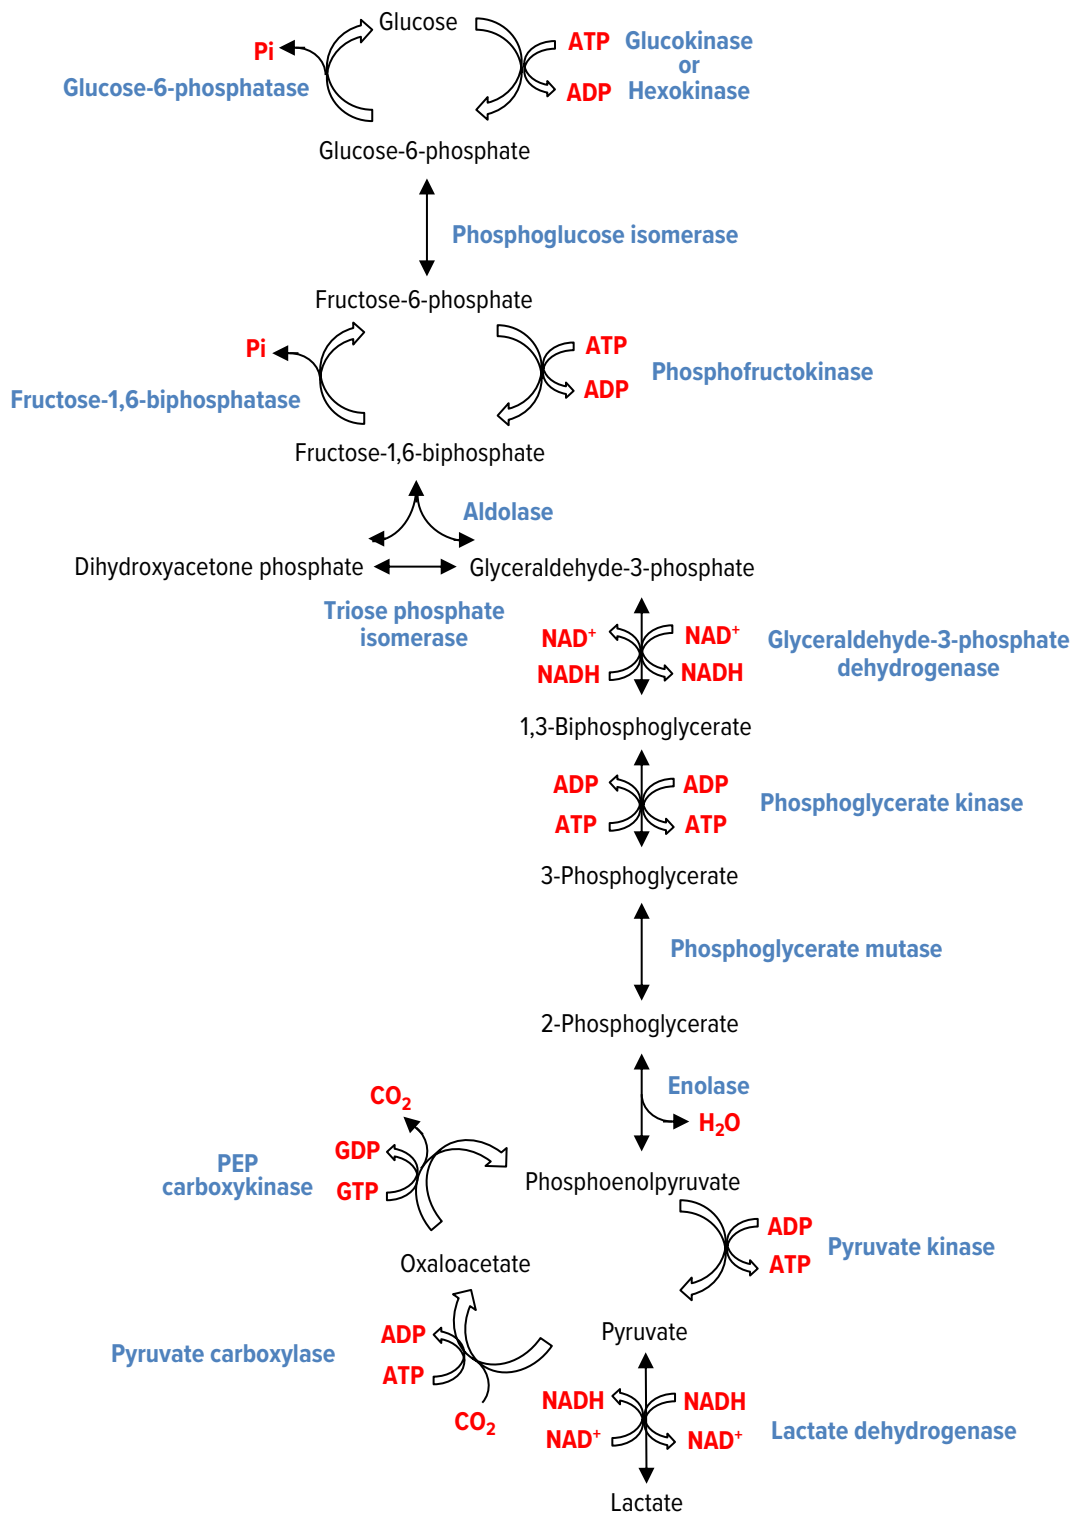 Glucose
Pi
ATP
Glucokinase
or
Hexokinase
Glucose-6-phosphatase
ADP
Glucose-6-phosphate
Phosphoglucose isomerase
Fructose-6-phosphate
Pi
ATP
Phosphofructokinase
ADP
Fructose-1,6-biphosphatase
Fructose-1,6-biphosphate
Aldolase
Dihydroxyacetone phosphate
Glyceraldehyde-3-phosphate
Triose phosphate
isomerase
NAD⁺
NADH
NAD⁺
NADH
Glyceraldehyde-3-phosphate
dehydrogenase
1,3-Biphosphoglycerate
ADP
ATP
ADP
ATP
Phosphoglycerate kinase
3-Phosphoglycerate
Phosphoglycerate mutase
2-Phosphoglycerate
Enolase
H₂O
CO₂
GDP
GTP
PEP
carboxykinase
Phosphoenolpyruvate
ADP
ATP
Pyruvate kinase
Oxaloacetate
Pyruvate
ADP
ATP
Pyruvate carboxylase
CO₂
NADH
NAD⁺
NADH
NAD⁺
Lactate dehydrogenase
Lactate